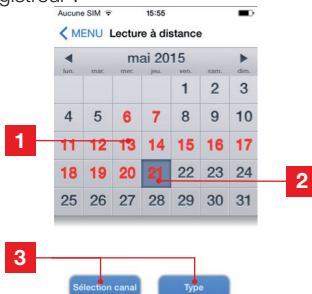 gistreur :
Aucune SIM 15:55
MENU Lecture à distance
mai 2015
lun. mar. mer. jeu. ven. sam. dim.
1 2 3
4 5 6 7 8 9 10
11 12 13 14 15 16 17
18 19 20 21 22 23 24
25 26 27 28 29 30 31
1
2
3
Sélection canal Type